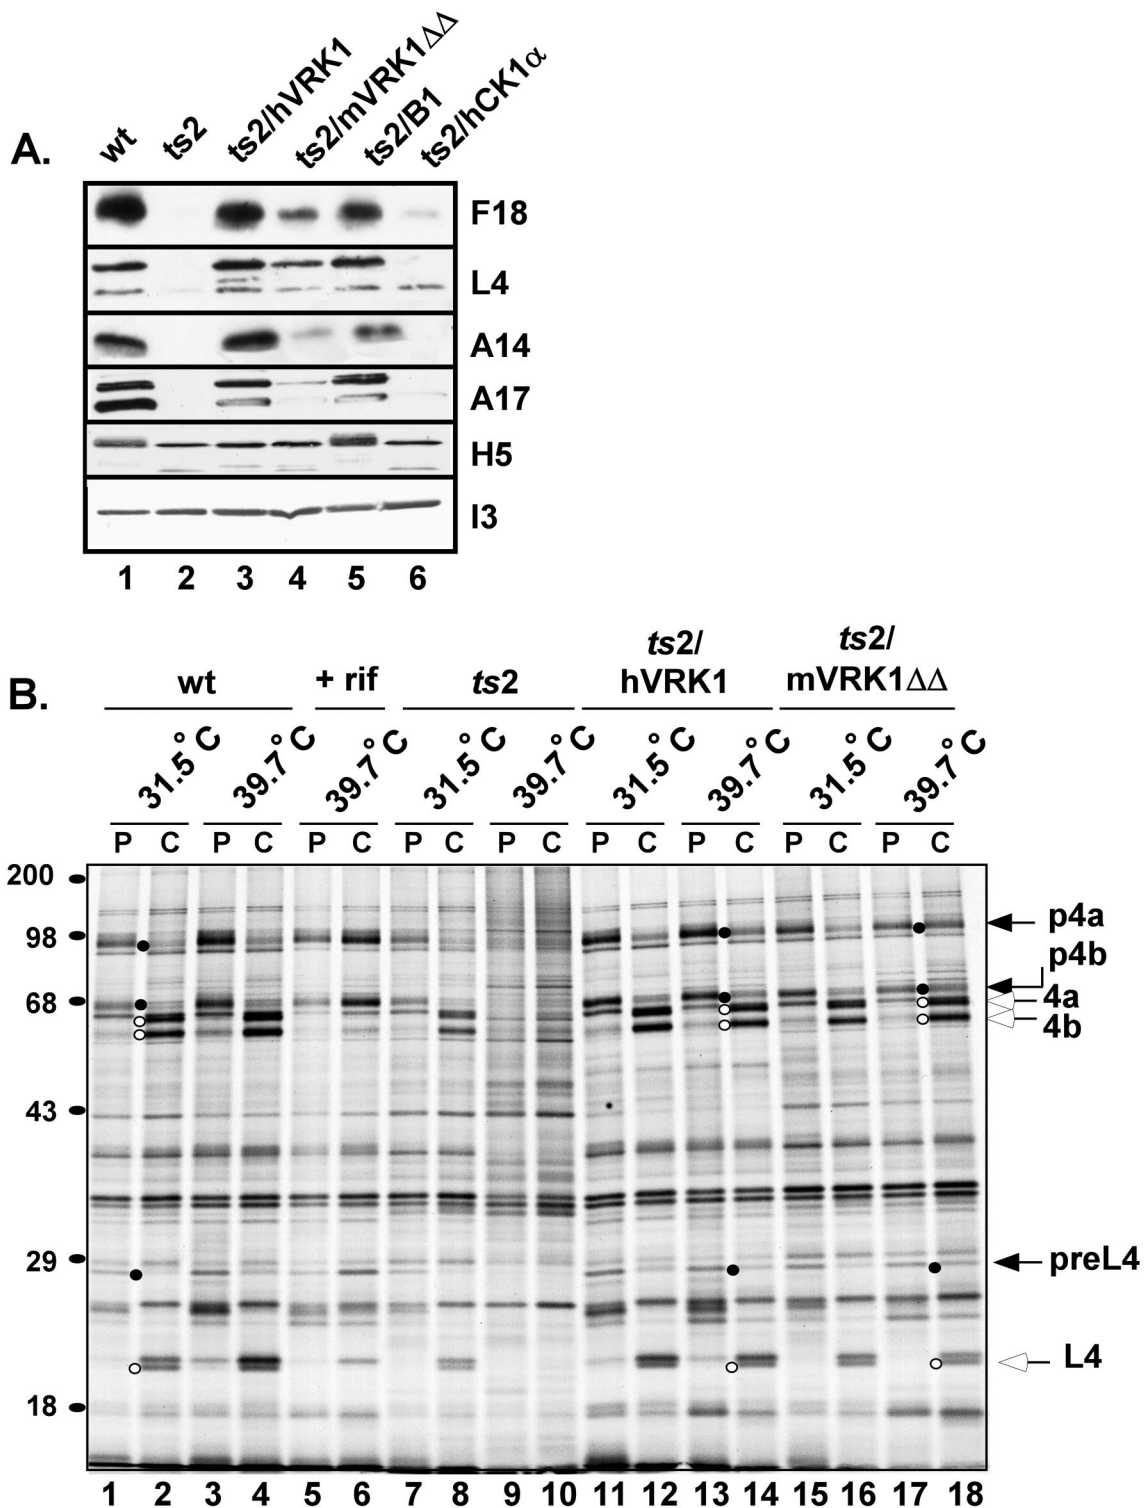 A.
wt ts2 ts2/hVRK1 ts2/mVRK1ΔΔ ts2/B1 ts2/hCK1α
F18
L4
A14
A17
H5
I3
1 2 3 4 5 6
B.
wt + rif ts2 ts2/ hVRK1 ts2/ mVRK1ΔΔ
31.5°C 39.7°C 39.7°C 31.5°C 39.7°C 31.5°C 39.7°C 31.5°C 39.7°C
P C P C P C P C P C P C P C P C P C
200
98
68
43
29
18
p4a
p4b
4a
4b
preL4
L4
1 2 3 4 5 6 7 8 9 10 11 12 13 14 15 16 17 18